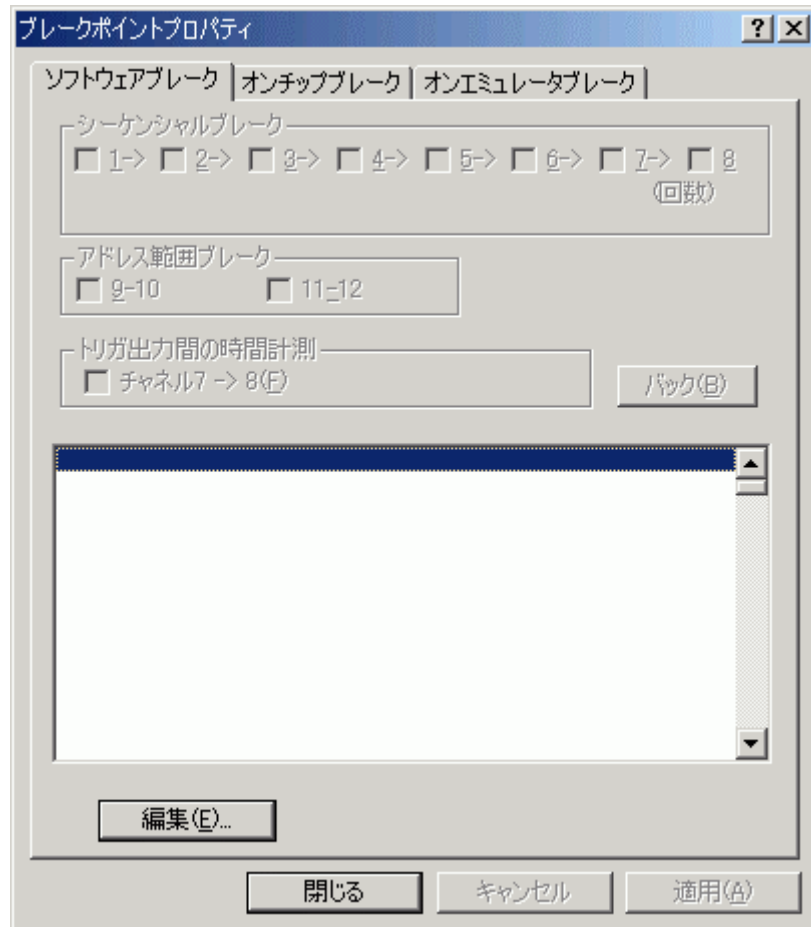 ブレークポイントプロパティ
ソフトウェアブレーク オンチップブレーク オンエミュレータブレーク
シーケンシャルブレーク
1-> 2-> 3-> 4-> 5-> 6-> 7-> 8
(回数)
アドレス範囲ブレーク
9-10 11-12
トリガ出力間の時間計測
チャネル7 -> 8(F)
バック(B)
編集(E)...
閉じる キャンセル 適用(A)